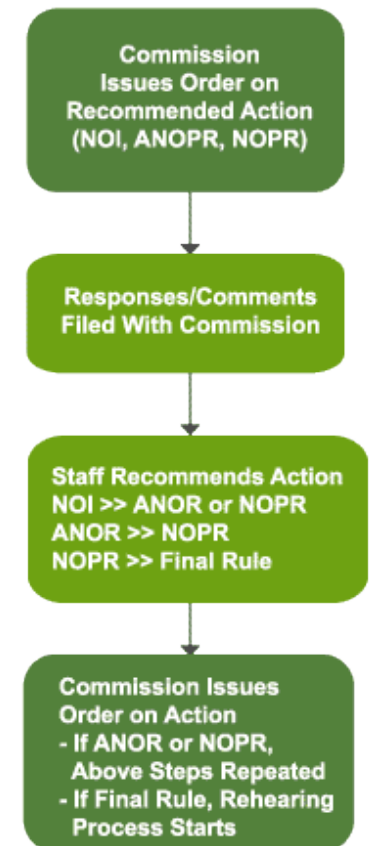 Commission
Issues Order on
Recommended Action
(NOI, ANOPR, NOPR)
Responses/Comments
Filed With Commission
Staff Recommends Action
NOI >> ANOR or NOPR
ANOR >> NOPR
NOPR >> Final Rule
Commission Issues
Order on Action
- If ANOR or NOPR,
Above Steps Repeated
- If Final Rule, Rehearing
Process Starts